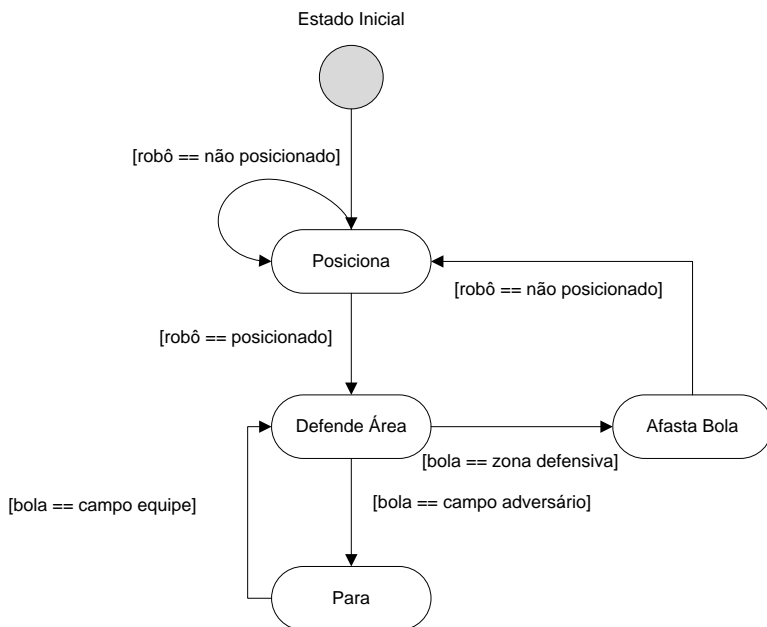 Estado Inicial
[robô == não posicionado]
Posiciona
[robô == não posicionado]
[robô == posicionado]
Defende Área
Afasta Bola
[bola == zona defensiva]
[bola == campo equipe]
[bola == campo adversário]
Para